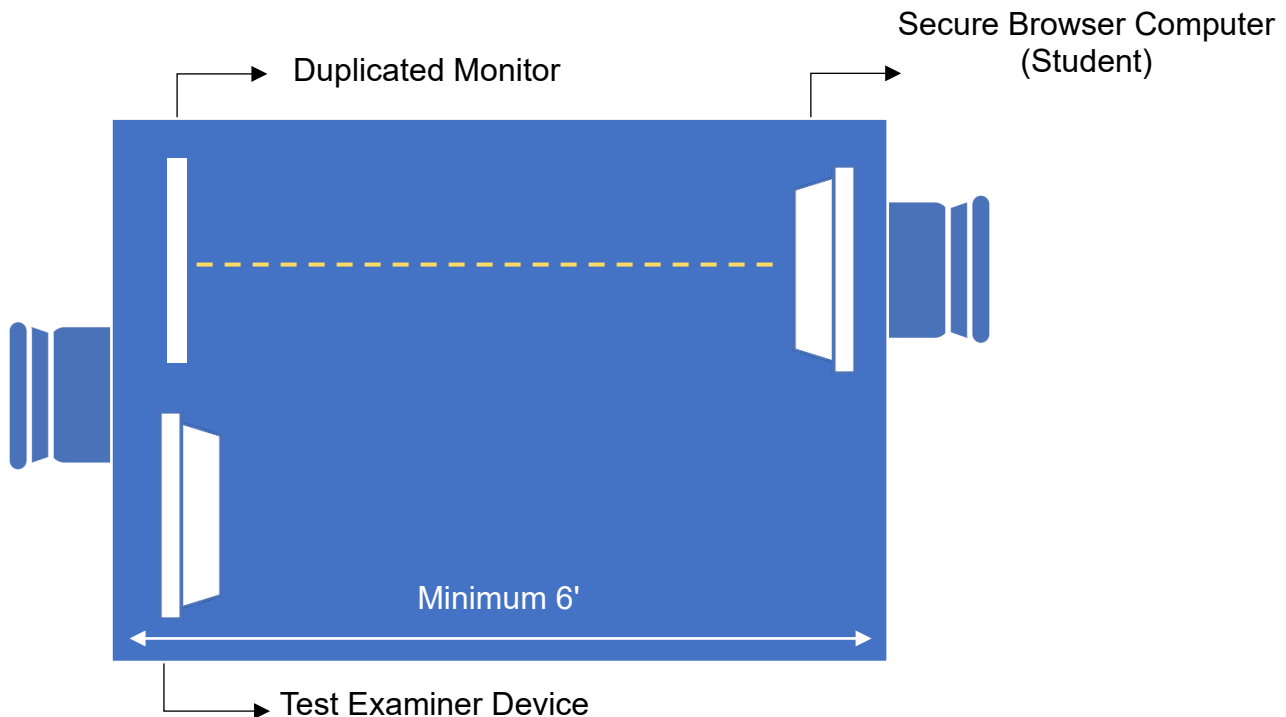 Secure Browser Computer
(Student)
Duplicated Monitor
Minimum 6'
Test Examiner Device